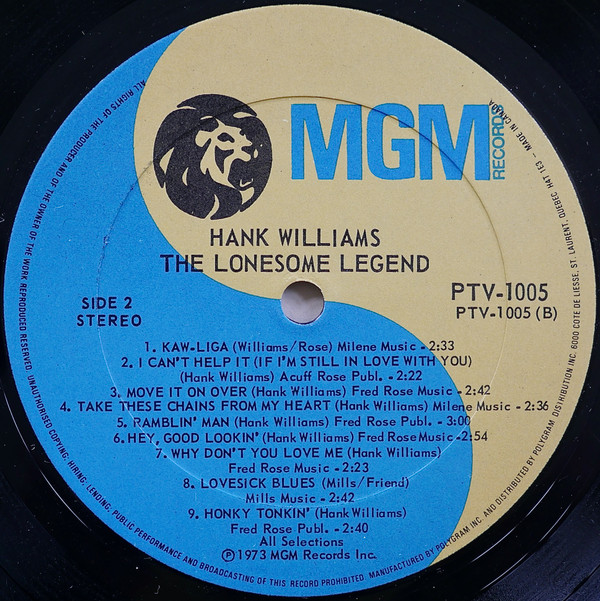 MGM
RECORDS
HANK WILLIAMS
THE LONESOME LEGEND
SIDE 2
STEREO
PTV-1005
PTV-1005 (B)
1. KAW-LIGA (Williams/Rose) Milene Music - 2:33
2. I CAN'T HELP IT (IF I'M STILL IN LOVE WITH YOU)
(Hank Williams) Acuff Rose Publ. - 2:22
3. MOVE IT ON OVER (Hank Williams) Fred Rose Music - 2:42
4. TAKE THESE CHAINS FROM MY HEART (Hank Williams) Milene Music - 2:36
5. RAMBLIN' MAN (Hank Williams) Fred Rose Publ. - 3:00
6. HEY, GOOD LOOKIN' (Hank Williams) Fred Rose Music - 2:54
7. WHY DON'T YOU LOVE ME (Hank Williams)
Fred Rose Music - 2:23
8. LOVESICK BLUES (Mills/Friend)
Mills Music - 2:42
9. HONKY TONKIN' (Hank Williams)
Fred Rose Publ. - 2:40
All Selections
Ⓟ1973 MGM Records Inc.
ALL RIGHTS OF THE PRODUCER AND OF THE OWNER OF THE WORK REPRODUCED RESERVED. UNAUTHORISED COPYING; HIRING; LENDING; PUBLIC PERFORMANCE AND BROADCASTING OF THIS RECORD PROHIBITED. MANUFACTURED BY POLYGRAM INC. AND DISTRIBUTED BY POLYGRAM DISTRIBUTION INC. 6000 COTE DE LIESSE, ST. LAURENT, QUEBEC H4T 1E3 - MADE IN CANADA